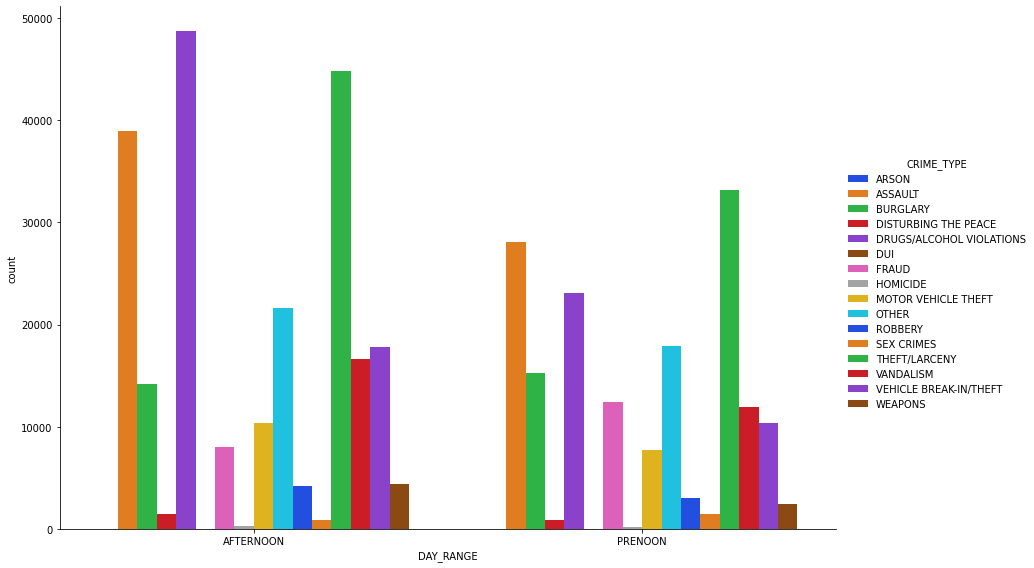 50000
40000
30000
20000
10000
0
count
AFTERNOON
PRENOON
DAY_RANGE
CRIME_TYPE
ARSON
ASSAULT
BURGLARY
DISTURBING THE PEACE
DRUGS/ALCOHOL VIOLATIONS
DUI
FRAUD
HOMICIDE
MOTOR VEHICLE THEFT
OTHER
ROBBERY
SEX CRIMES
THEFT/LARCENY
VANDALISM
VEHICLE BREAK-IN/THEFT
WEAPONS